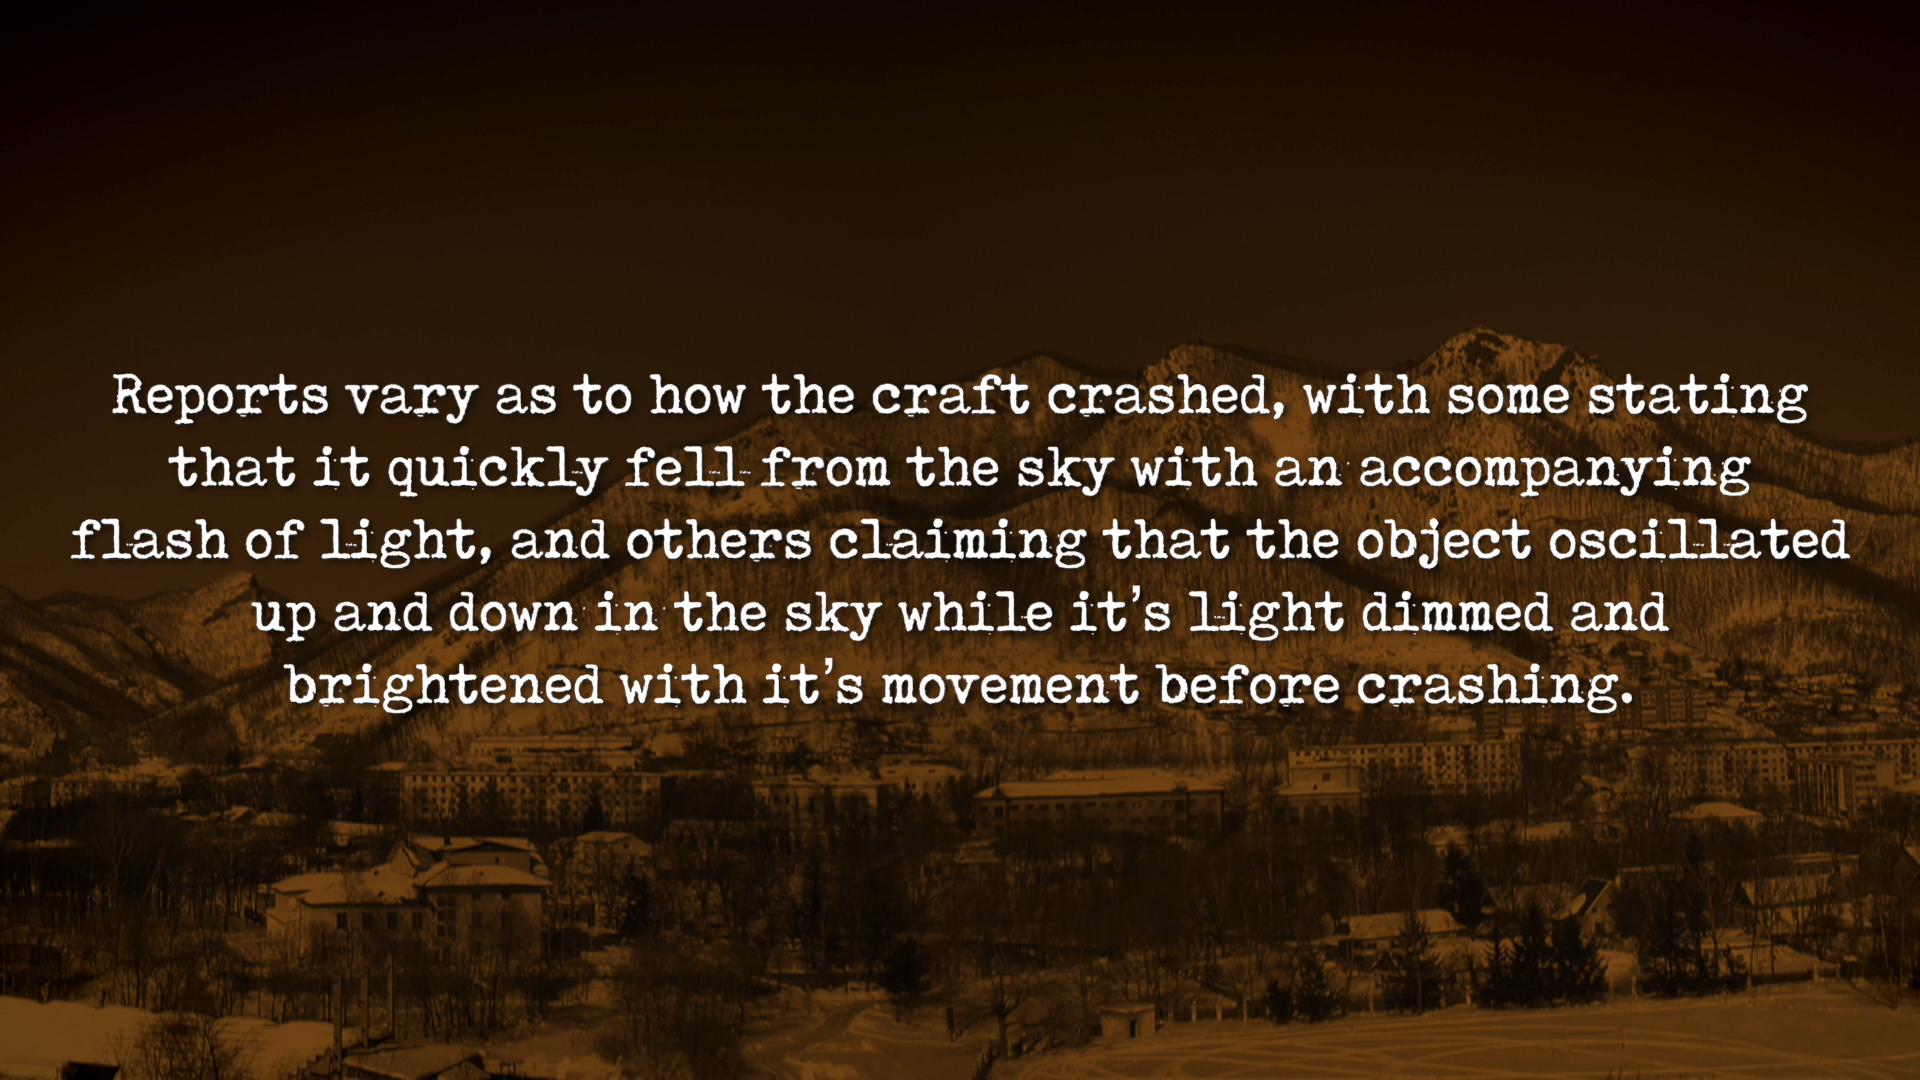 Reports vary as to how the craft crashed, with some stating
that it quickly fell from the sky with an accompanying
flash of light, and others claiming that the object oscillated
up and down in the sky while it's light dimmed and
brightened with it's movement before crashing.